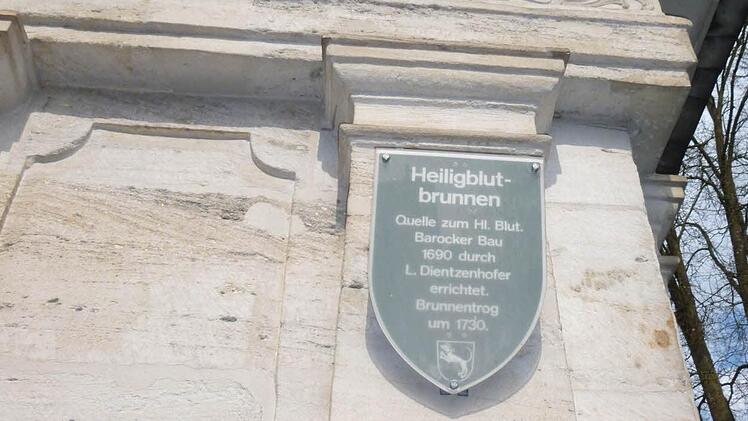 Heiligblut-
brunnen
Quelle zum Hl. Blut.
Barocker Bau
1690 durch
L. Dientzenhofer
errichtet.
Brunnentrog
um 1730.